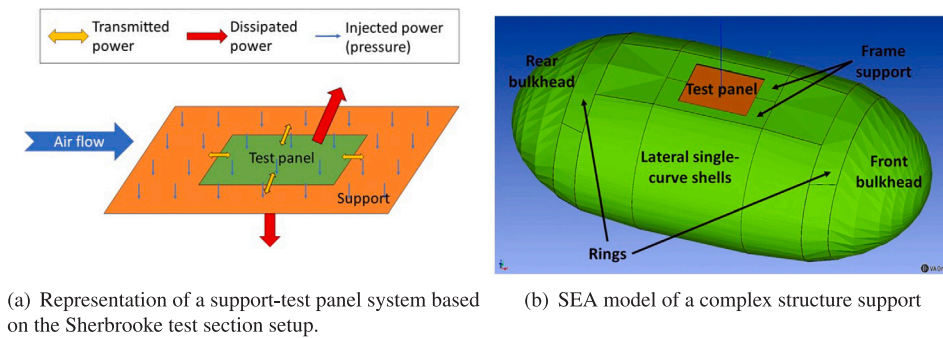 Transmitted power
Dissipated power
Injected power (pressure)
Air flow
Test panel
Support
Rear bulkhead
Test panel
Frame support
Lateral single-curve shells
Front bulkhead
Rings
VA One
(a) Representation of a support-test panel system based
on the Sherbrooke test section setup.
(b) SEA model of a complex structure support